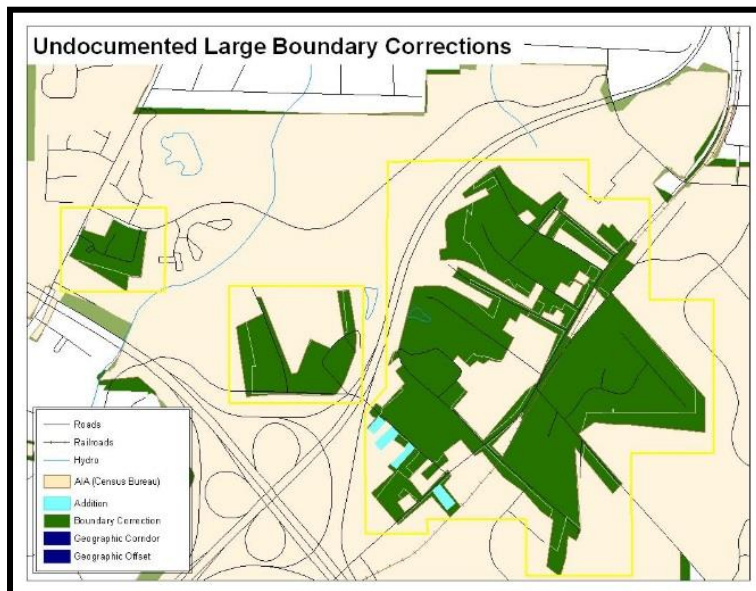 Undocumented Large Boundary Corrections
Roads
Railroads
Hydro
AIA (Census Bureau)
Addition
Boundary Correction
Geographic Corridor
Geographic Offset